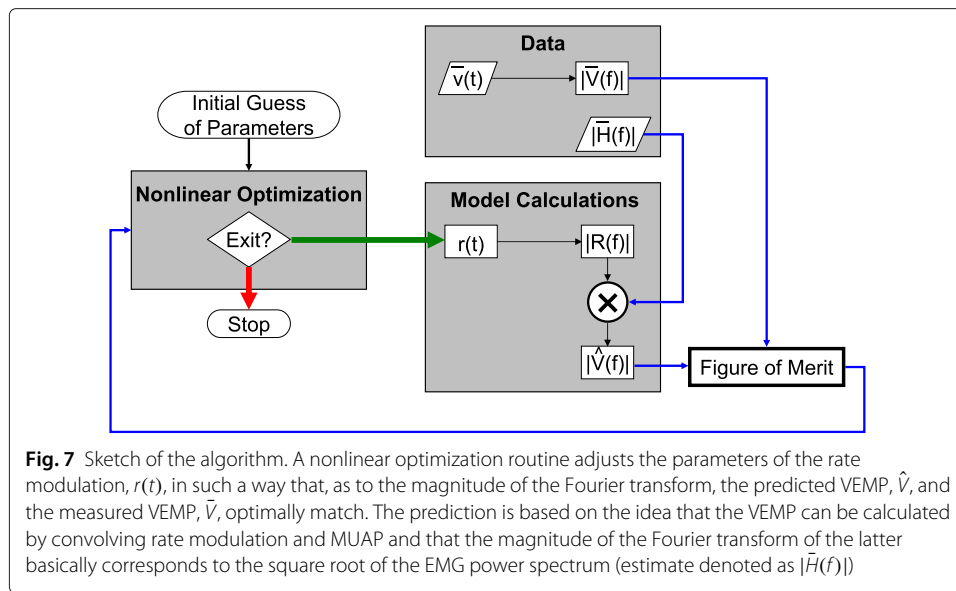 Data
v̄(t)
|V̄(f)|
|H̄(f)|
Initial Guess
of Parameters
Nonlinear Optimization
Exit?
Stop
Model Calculations
r(t)
|R(f)|
×
|V̂(f)|
Figure of Merit
Fig. 7 Sketch of the algorithm. A nonlinear optimization routine adjusts the parameters of the rate
modulation, r(t), in such a way that, as to the magnitude of the Fourier transform, the predicted VEMP, V̂, and
the measured VEMP, V̄, optimally match. The prediction is based on the idea that the VEMP can be calculated
by convolving rate modulation and MUAP and that the magnitude of the Fourier transform of the latter
basically corresponds to the square root of the EMG power spectrum (estimate denoted as |H̄(f)|)